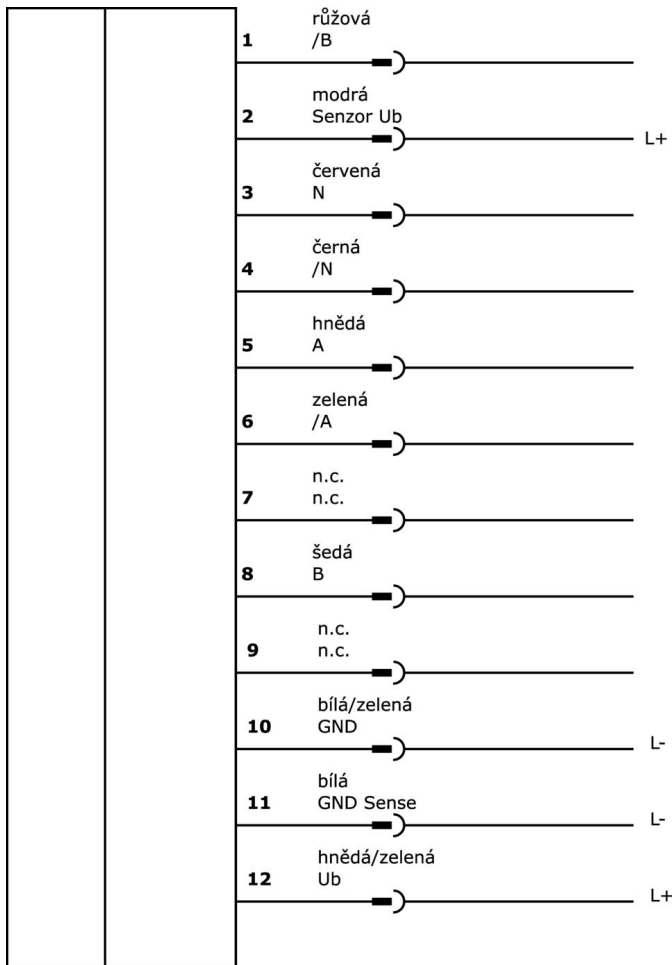 růžová
1 /B
modrá
2 Senzor Ub
L+
červená
3 N
černá
4 /N
hnědá
5 A
zelená
6 /A
n.c.
7 n.c.
šedá
8 B
n.c.
9 n.c.
bílá/zelená
10 GND
L-
bílá
11 GND Sense
L-
hnědá/zelená
12 Ub
L+